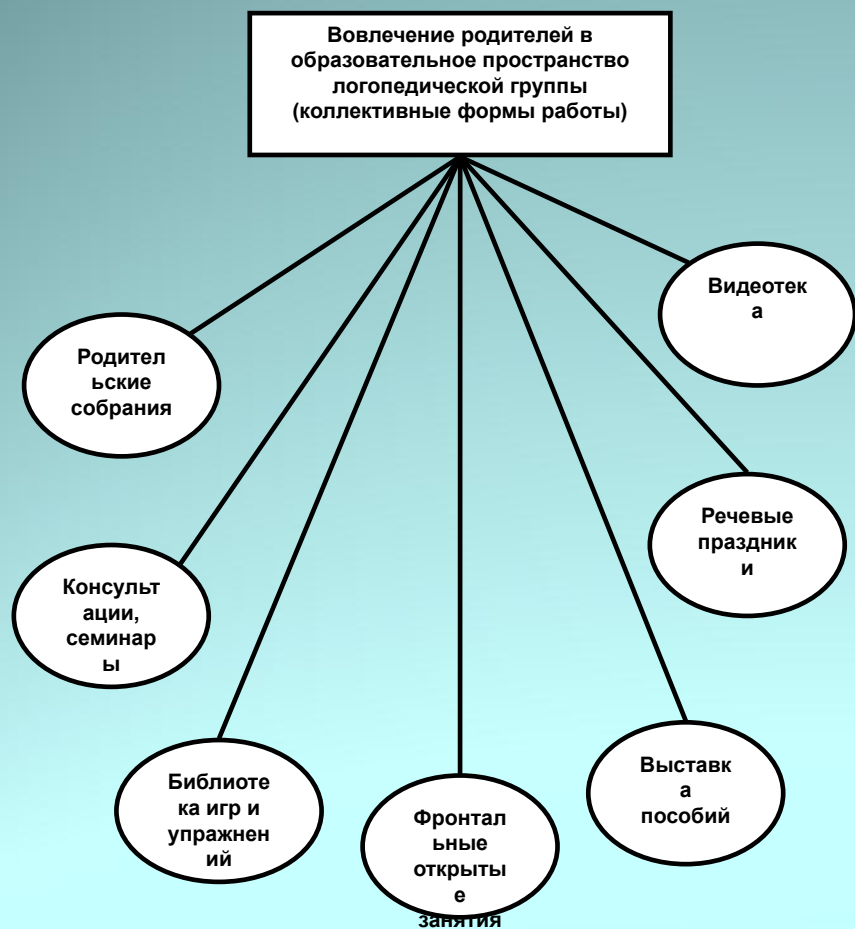 Вовлечение родителей в
образовательное пространство
логопедической группы
(коллективные формы работы)
Видеотек
а
Родител
ьские
собрания
Речевые
праздник
и
Консульт
ации,
семинар
ы
Выставк
а
пособий
Библиоте
ка игр и
упражнен
ий
Фронтал
ьные
открыты
е
занятия